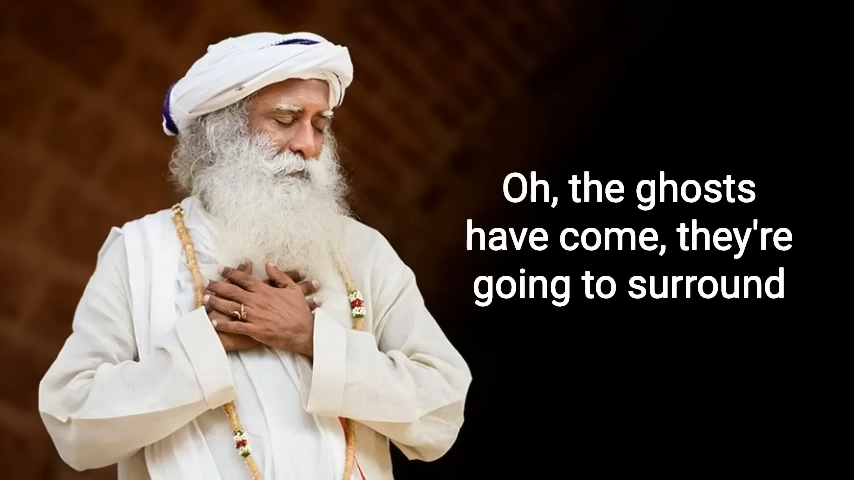 Oh, the ghosts
have come, they're
going to surround